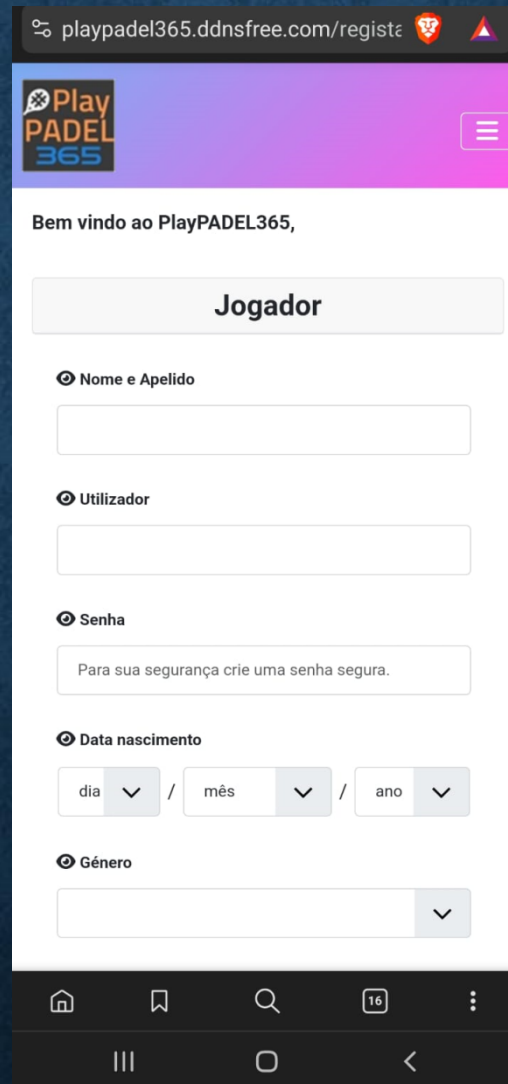 playpadel365.ddnsfree.com/regista
Play
PADEL
365
Bem vindo ao PlayPADEL365,
Jogador
Nome e Apelido
Utilizador
Senha
Para sua segurança crie uma senha segura.
Data nascimento
dia / mês / ano
Género
16